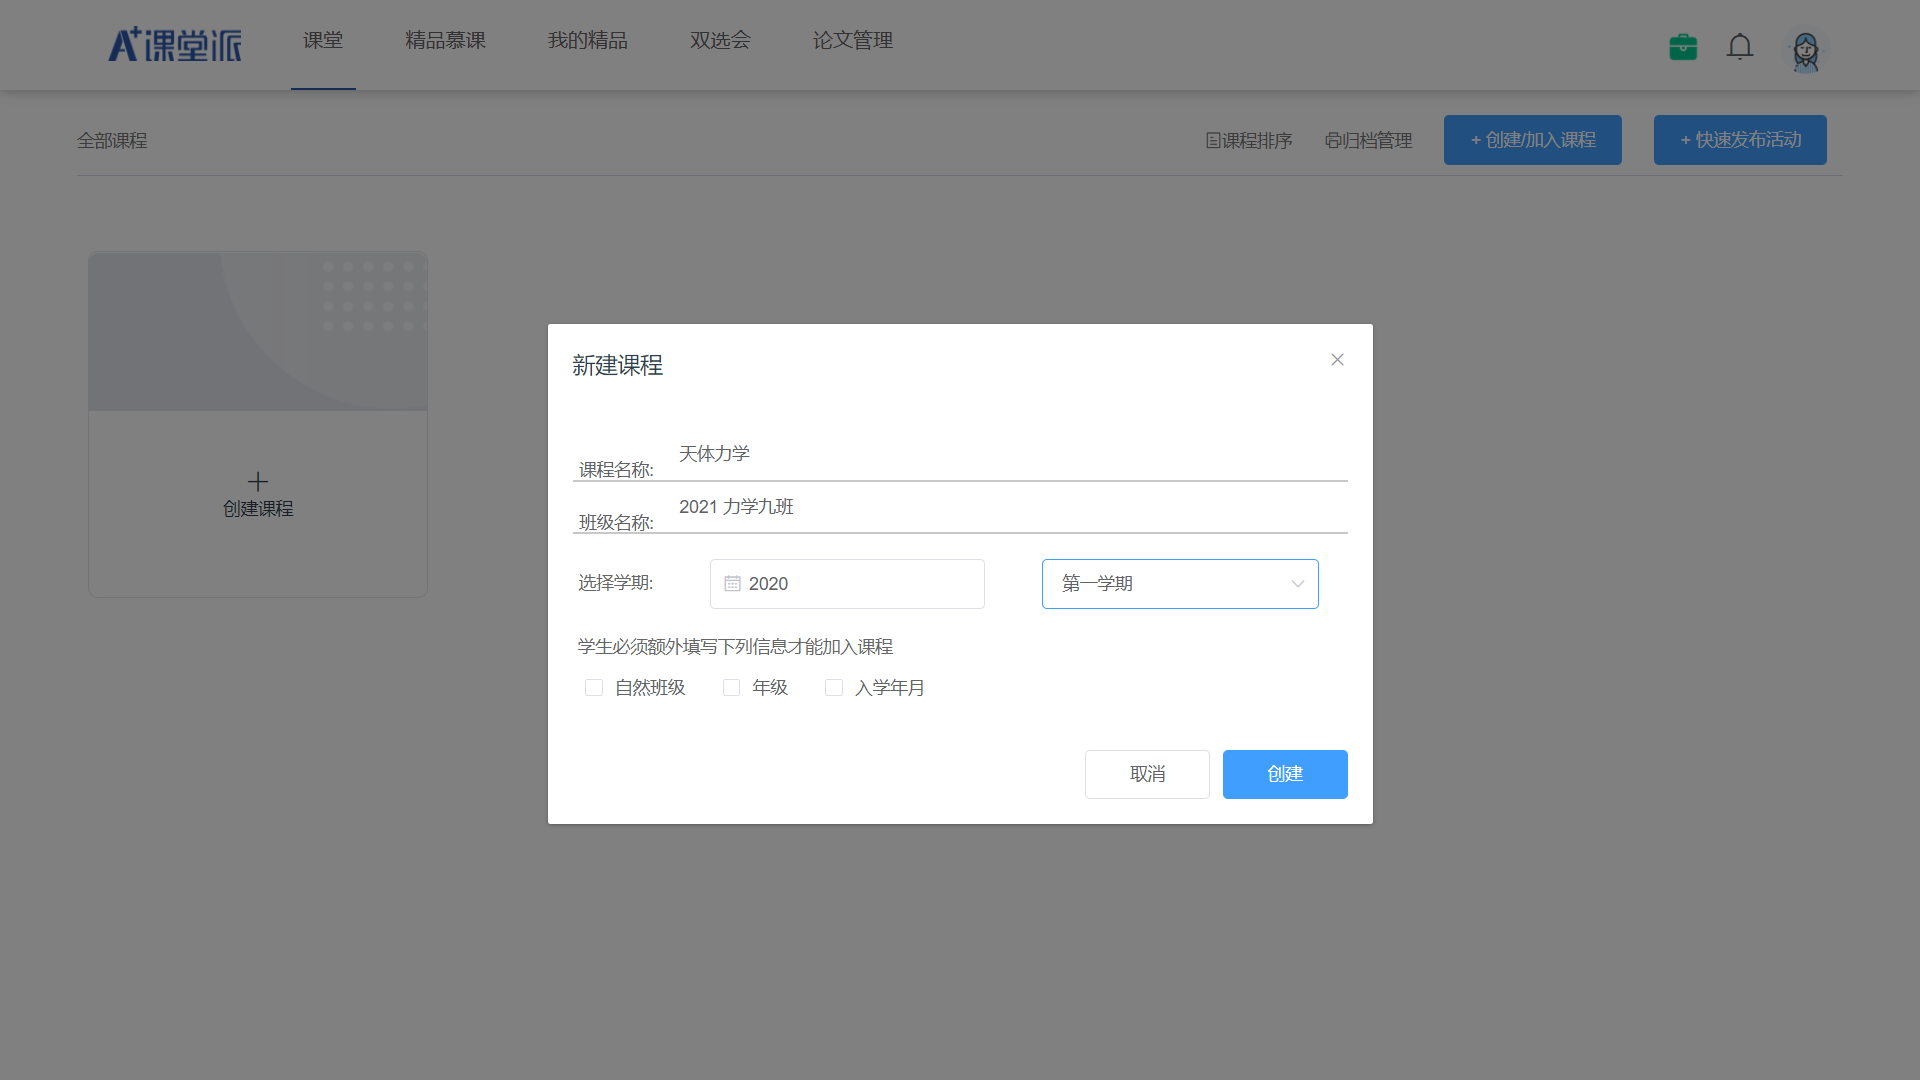 A+课堂派 课堂 精品慕课 我的精品 双选会 论文管理
全部课程 课程排序 归档管理 + 创建/加入课程 + 快速发布活动
创建课程
新建课程
课程名称: 天体力学
班级名称: 2021 力学九班
选择学期: 2020 第一学期
学生必须额外填写下列信息才能加入课程
自然班级 年级 入学年月
取消 创建